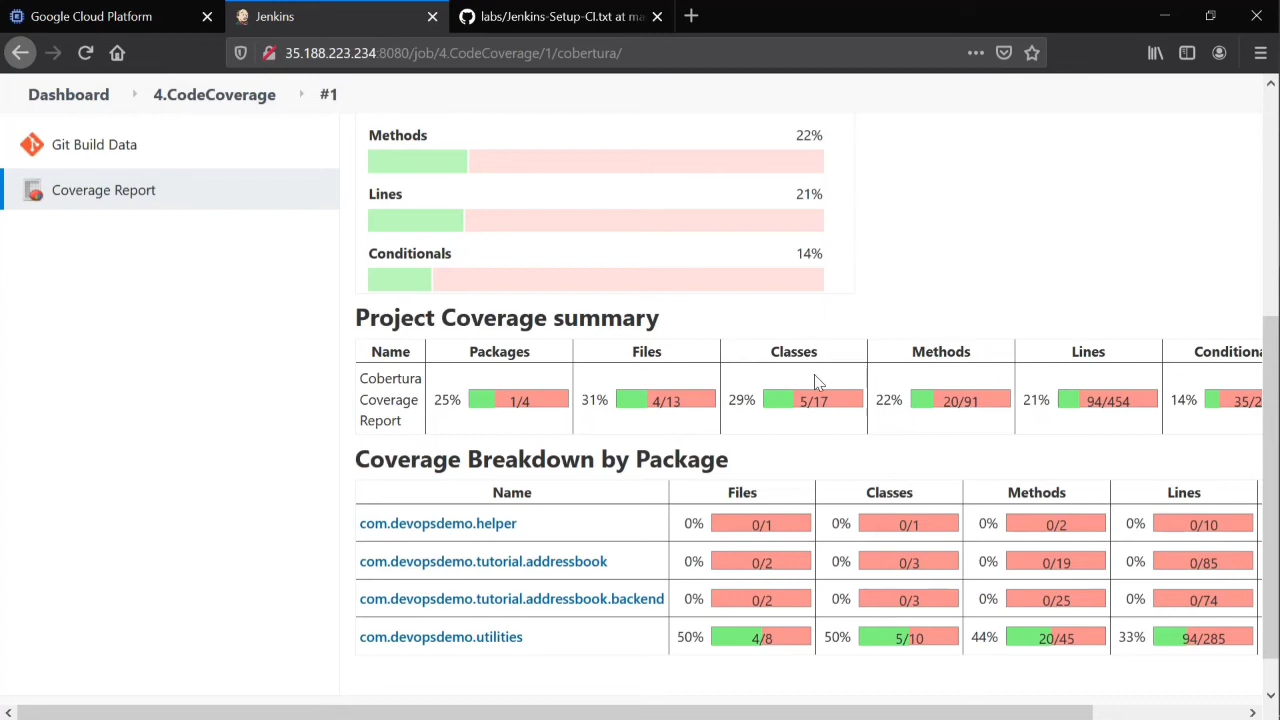 Google Cloud Platform
Jenkins
labs/Jenkins-Setup-CI.txt at ma
35.188.223.234:8080/job/4.CodeCoverage/1/cobertura/
Dashboard 4.CodeCoverage #1
Git Build Data
Coverage Report
Methods 22%
Lines 21%
Conditionals 14%
Project Coverage summary
Name Packages Files Classes Methods Lines Conditiona
Cobertura
Coverage
Report
25% 1/4 31% 4/13 29% 5/17 22% 20/91 21% 94/454 14% 35/2
Coverage Breakdown by Package
Name Files Classes Methods Lines
com.devopsdemo.helper 0% 0/1 0% 0/1 0% 0/2 0% 0/10
com.devopsdemo.tutorial.addressbook 0% 0/2 0% 0/3 0% 0/19 0% 0/85
com.devopsdemo.tutorial.addressbook.backend 0% 0/2 0% 0/3 0% 0/25 0% 0/74
com.devopsdemo.utilities 50% 4/8 50% 5/10 44% 20/45 33% 94/285